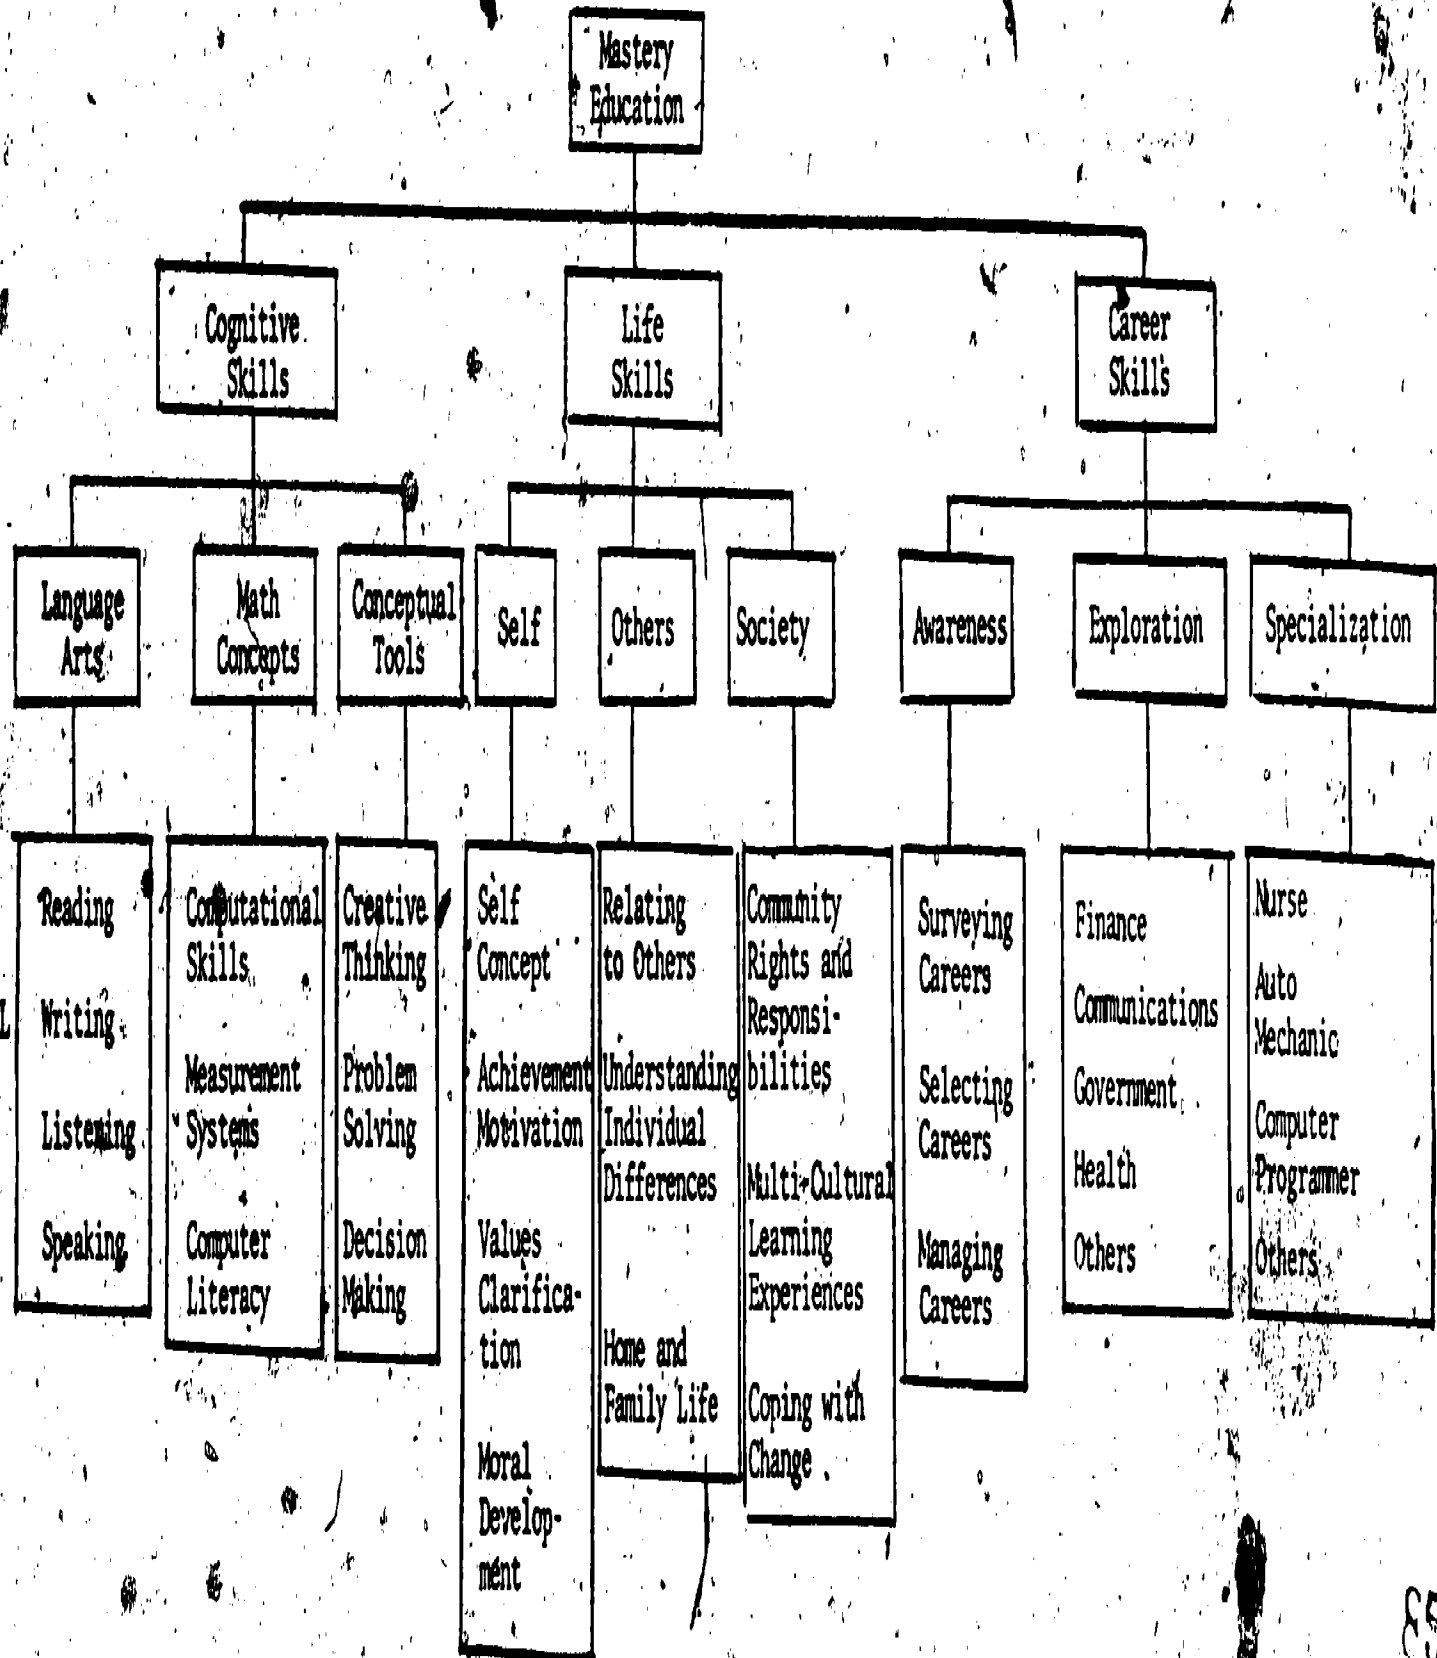 Mastery
Education
Cognitive
Skills
Life
Skills
Career
Skills
Language
Arts
Math
Concepts
Conceptual
Tools
Self
Others
Society
Awareness
Exploration
Specialization
Reading
Writing
Listening
Speaking
Computational
Skills
Measurement
Systems
Computer
Literacy
Creative
Thinking
Problem
Solving
Decision
Making
Self
Concept
Achievement
Motivation
Values
Clarifica-
tion
Moral
Develop-
ment
Relating
to Others
Understanding
Individual
Differences
Home and
Family Life
Community
Rights and
Responsi-
bilities
Multi-Cultural
Learning
Experiences
Coping with
Change
Surveying
Careers
Selecting
Careers
Managing
Careers
Finance
Communications
Government
Health
Others
Nurse
Auto
Mechanic
Computer
Programmer
Others
L